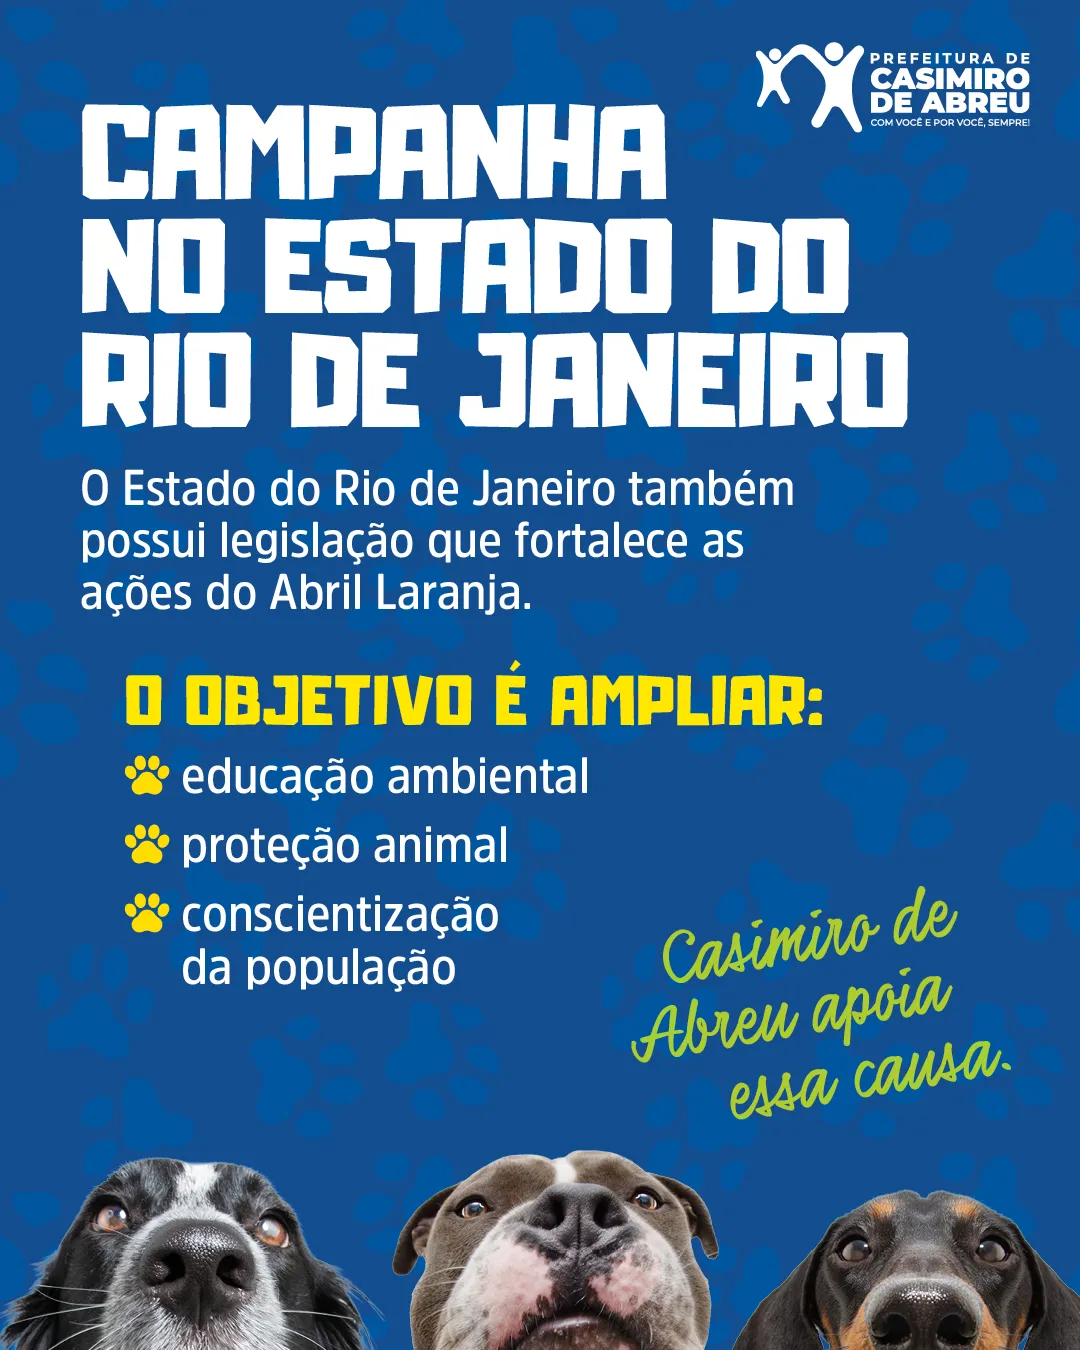 PREFEITURA DE
CASIMIRO
DE ABREU
COM VOCÊ E POR VOCÊ, SEMPRE!
CAMPANHA
NO ESTADO DO
RIO DE JANEIRO
O Estado do Rio de Janeiro também
possui legislação que fortalece as
ações do Abril Laranja.
O OBJETIVO É AMPLIAR:
educação ambiental
proteção animal
conscientização
da população
Casimiro de
Abreu apoia
essa causa.